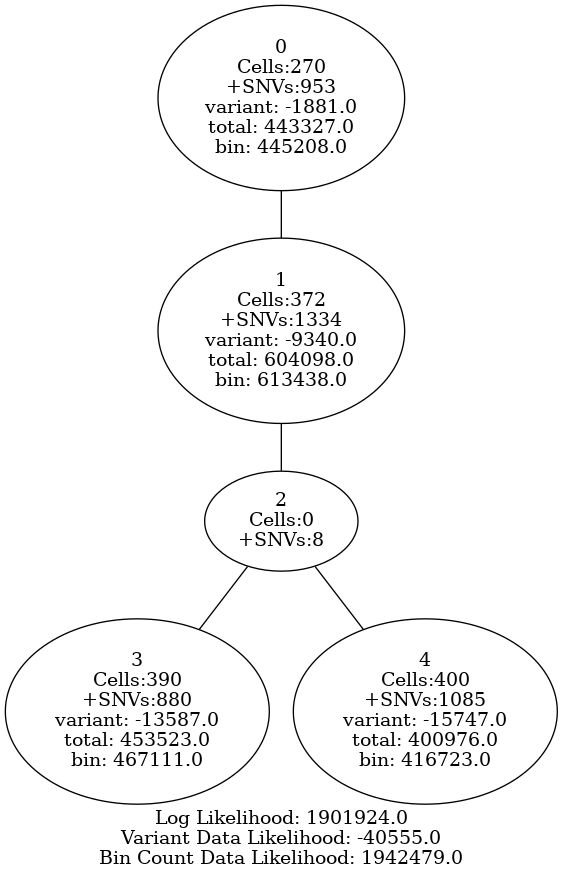 0
Cells:270
+SNVs:953
variant: -1881.0
total: 443327.0
bin: 445208.0
1
Cells:372
+SNVs:1334
variant: -9340.0
total: 604098.0
bin: 613438.0
2
Cells:0
+SNVs:8
3
Cells:390
+SNVs:880
variant: -13587.0
total: 453523.0
bin: 467111.0
4
Cells:400
+SNVs:1085
variant: -15747.0
total: 400976.0
bin: 416723.0
Log Likelihood: 1901924.0
Variant Data Likelihood: -40555.0
Bin Count Data Likelihood: 1942479.0